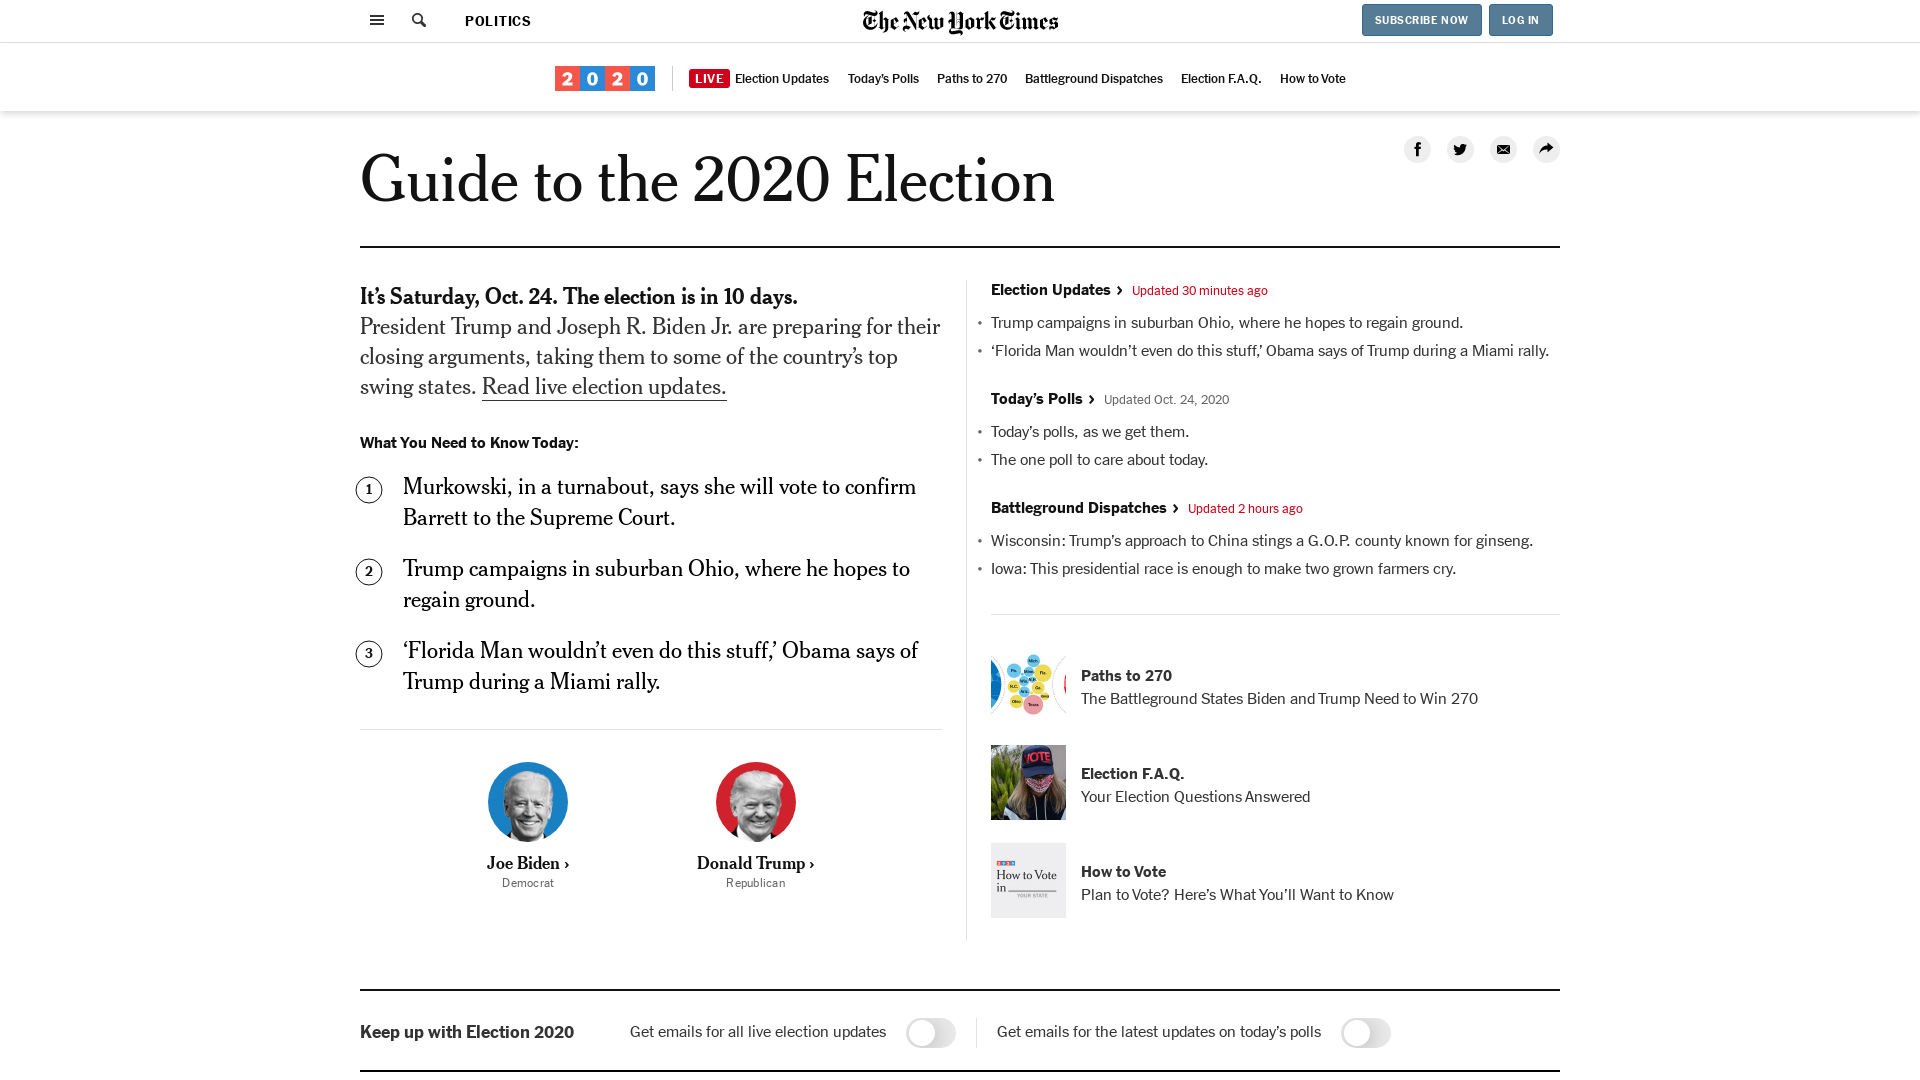 POLITICS
The New York Times
SUBSCRIBE NOW
LOG IN
2020
LIVE Election Updates
Today’s Polls
Paths to 270
Battleground Dispatches
Election F.A.Q.
How to Vote
Guide to the 2020 Election
It’s Saturday, Oct. 24. The election is in 10 days.
President Trump and Joseph R. Biden Jr. are preparing for their
closing arguments, taking them to some of the country’s top
swing states. Read live election updates.
What You Need to Know Today:
1 Murkowski, in a turnabout, says she will vote to confirm
Barrett to the Supreme Court.
2 Trump campaigns in suburban Ohio, where he hopes to
regain ground.
3 ‘Florida Man wouldn’t even do this stuff,’ Obama says of
Trump during a Miami rally.
Joe Biden ›
Democrat
Donald Trump ›
Republican
Election Updates › Updated 30 minutes ago
• Trump campaigns in suburban Ohio, where he hopes to regain ground.
• ‘Florida Man wouldn’t even do this stuff,’ Obama says of Trump during a Miami rally.
Today’s Polls › Updated Oct. 24, 2020
• Today’s polls, as we get them.
• The one poll to care about today.
Battleground Dispatches › Updated 2 hours ago
• Wisconsin: Trump’s approach to China stings a G.O.P. county known for ginseng.
• Iowa: This presidential race is enough to make two grown farmers cry.
Paths to 270
The Battleground States Biden and Trump Need to Win 270
VOTE
Election F.A.Q.
Your Election Questions Answered
How to Vote
in
YOUR STATE
How to Vote
Plan to Vote? Here’s What You’ll Want to Know
Keep up with Election 2020
Get emails for all live election updates
Get emails for the latest updates on today’s polls